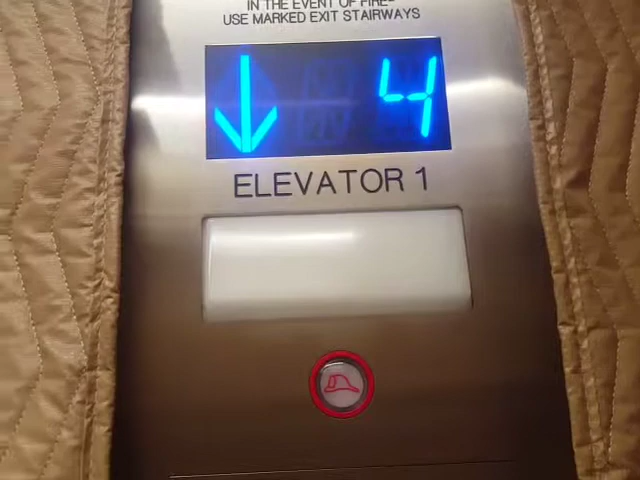 IN THE EVENT OF FIRE
USE MARKED EXIT STAIRWAYS
4
ELEVATOR 1